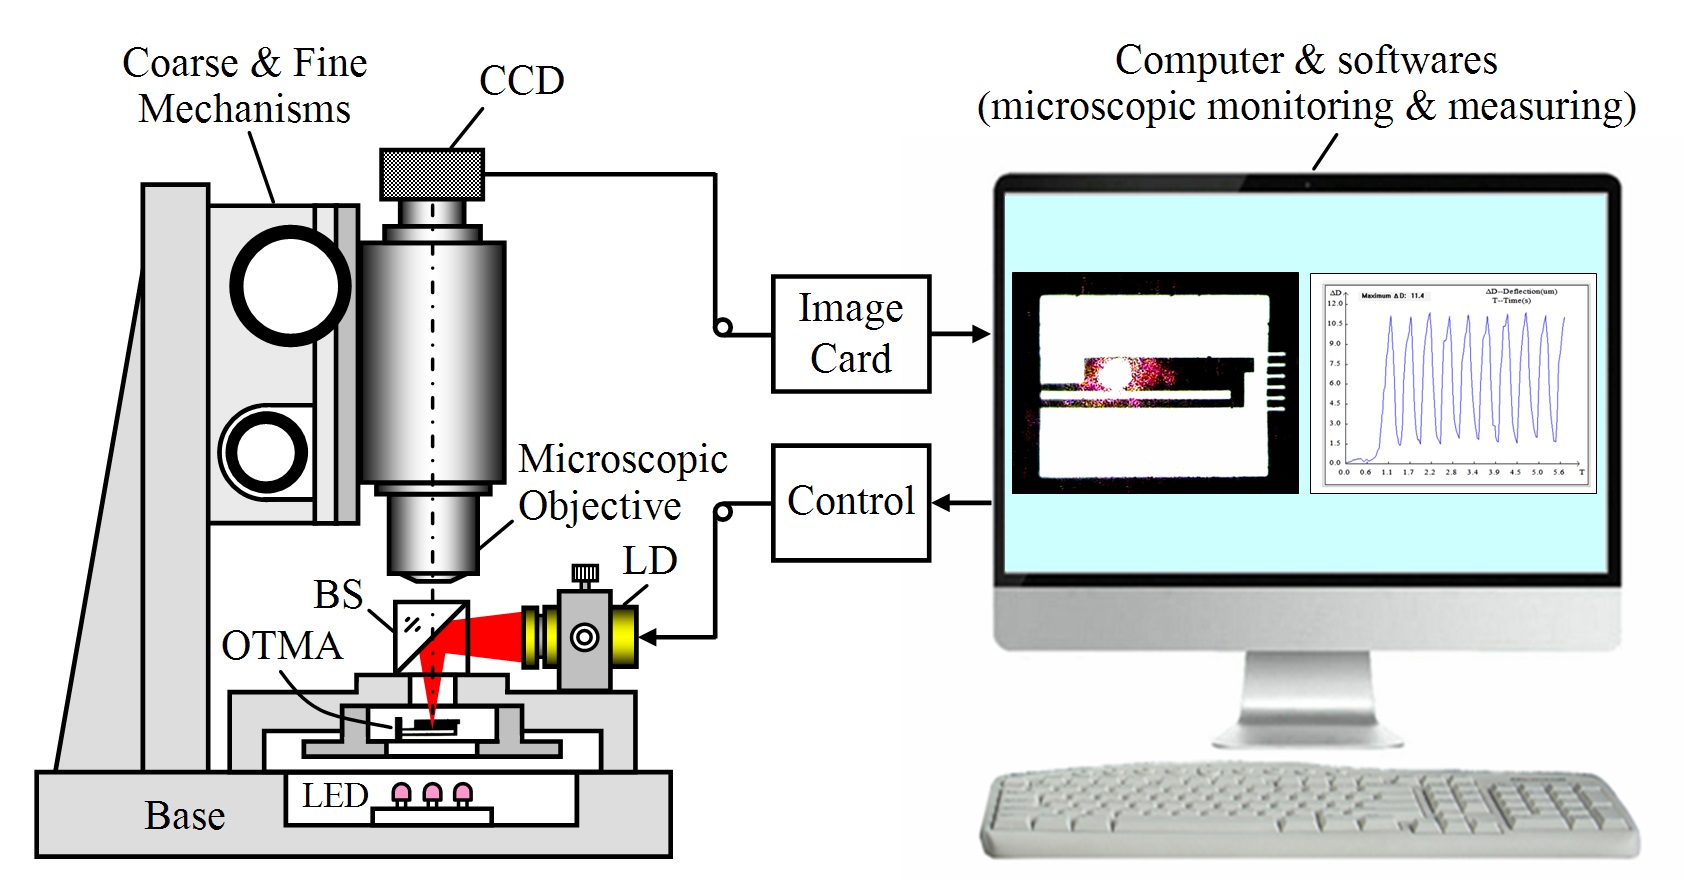 Coarse & Fine
Mechanisms
CCD
Computer & softwares
(microscopic monitoring & measuring)
Image
Card
Control
Microscopic
Objective
LD
BS
OTMA
LED
Base
ΔD
Maximum ΔD: 11.4
ΔD--Deflection(um)
T--Time(s)
12.0
10.5
9.0
7.5
6.0
4.5
3.0
1.5
0.0
0.0 0.6 1.1 1.7 2.2 2.8 3.4 3.9 4.5 5.0 5.6 T